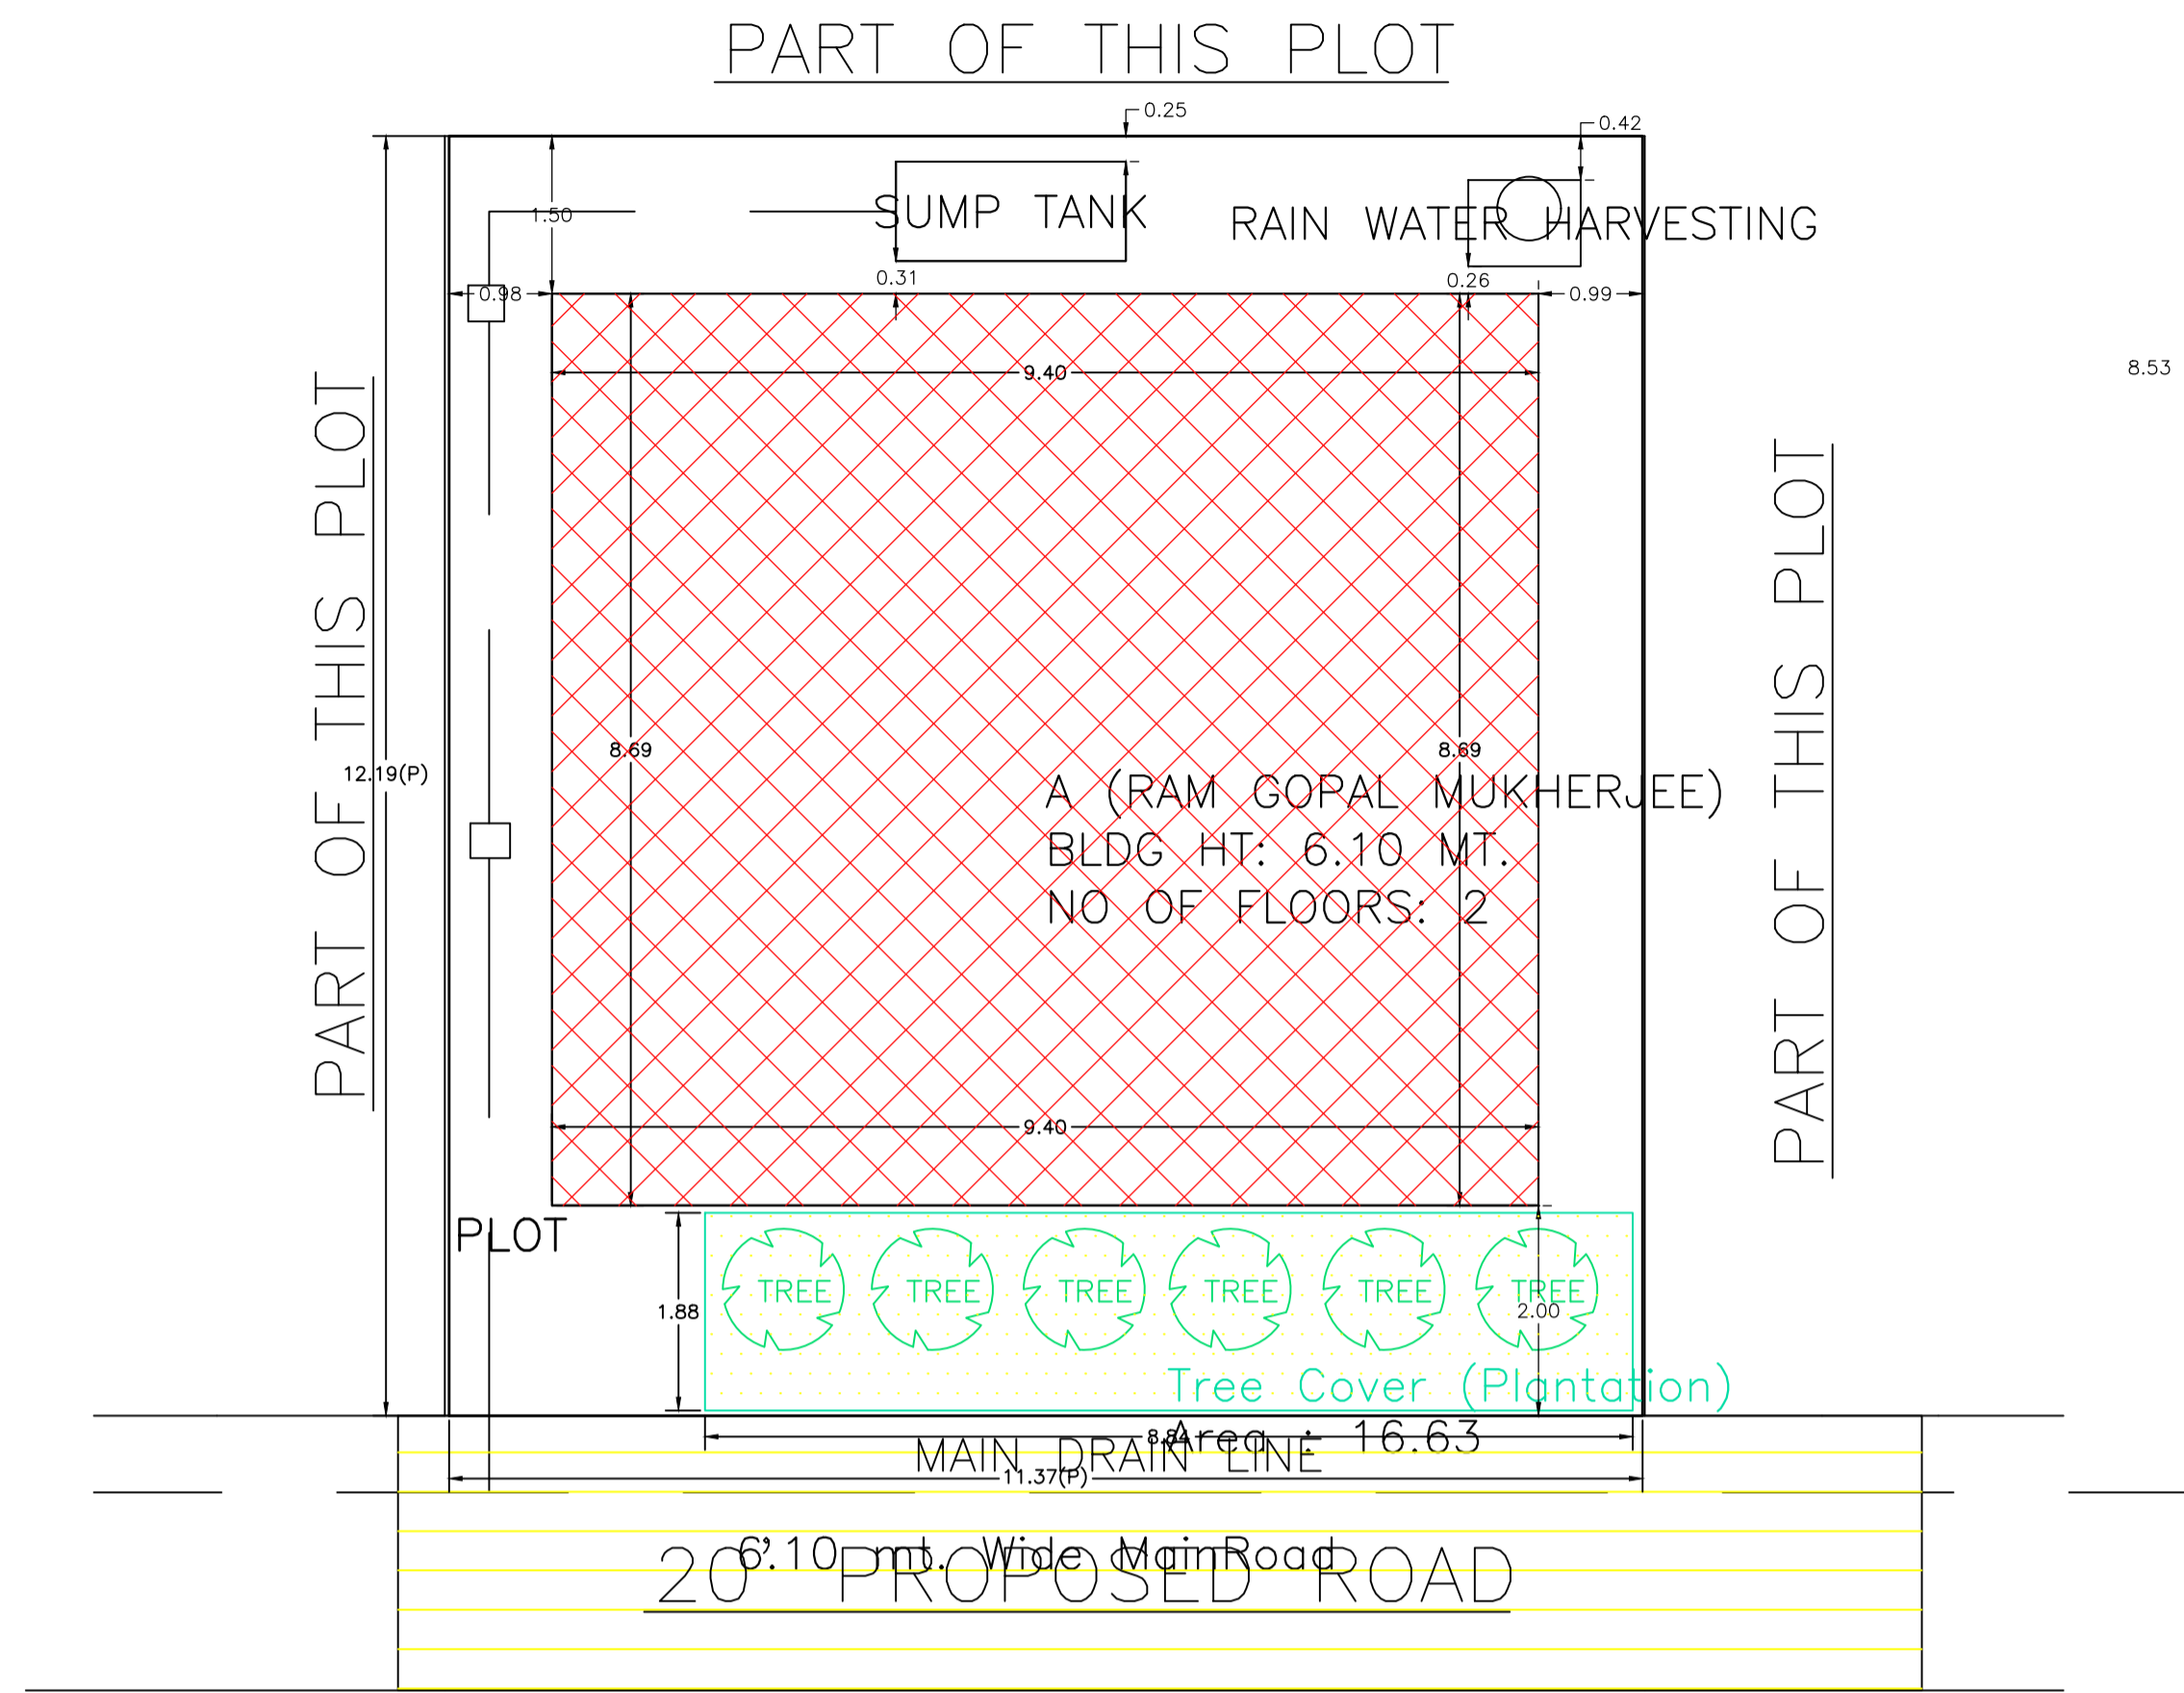 PART OF THIS PLOT
0.25
0.42
1.50
SUMP TANK
RAIN WATER HARVESTING
0.31
0.26
0.98
0.99
8.53
9.40
PART OF THIS PLOT
PART OF THIS PLOT
12.19(P)
8.69
8.69
A (RAM GOPAL MUKHERJEE)
BLDG HT: 6.10 MT.
NO OF FLOORS: 2
9.40
PLOT
TREE TREE TREE TREE TREE TREE
1.88
2.00
Tree Cover (Plantation)
Area : 16.63
8.84
MAIN DRAIN LINE
11.37(P)
6.10 mt. Wide MainRoad
20' PROPOSED ROAD